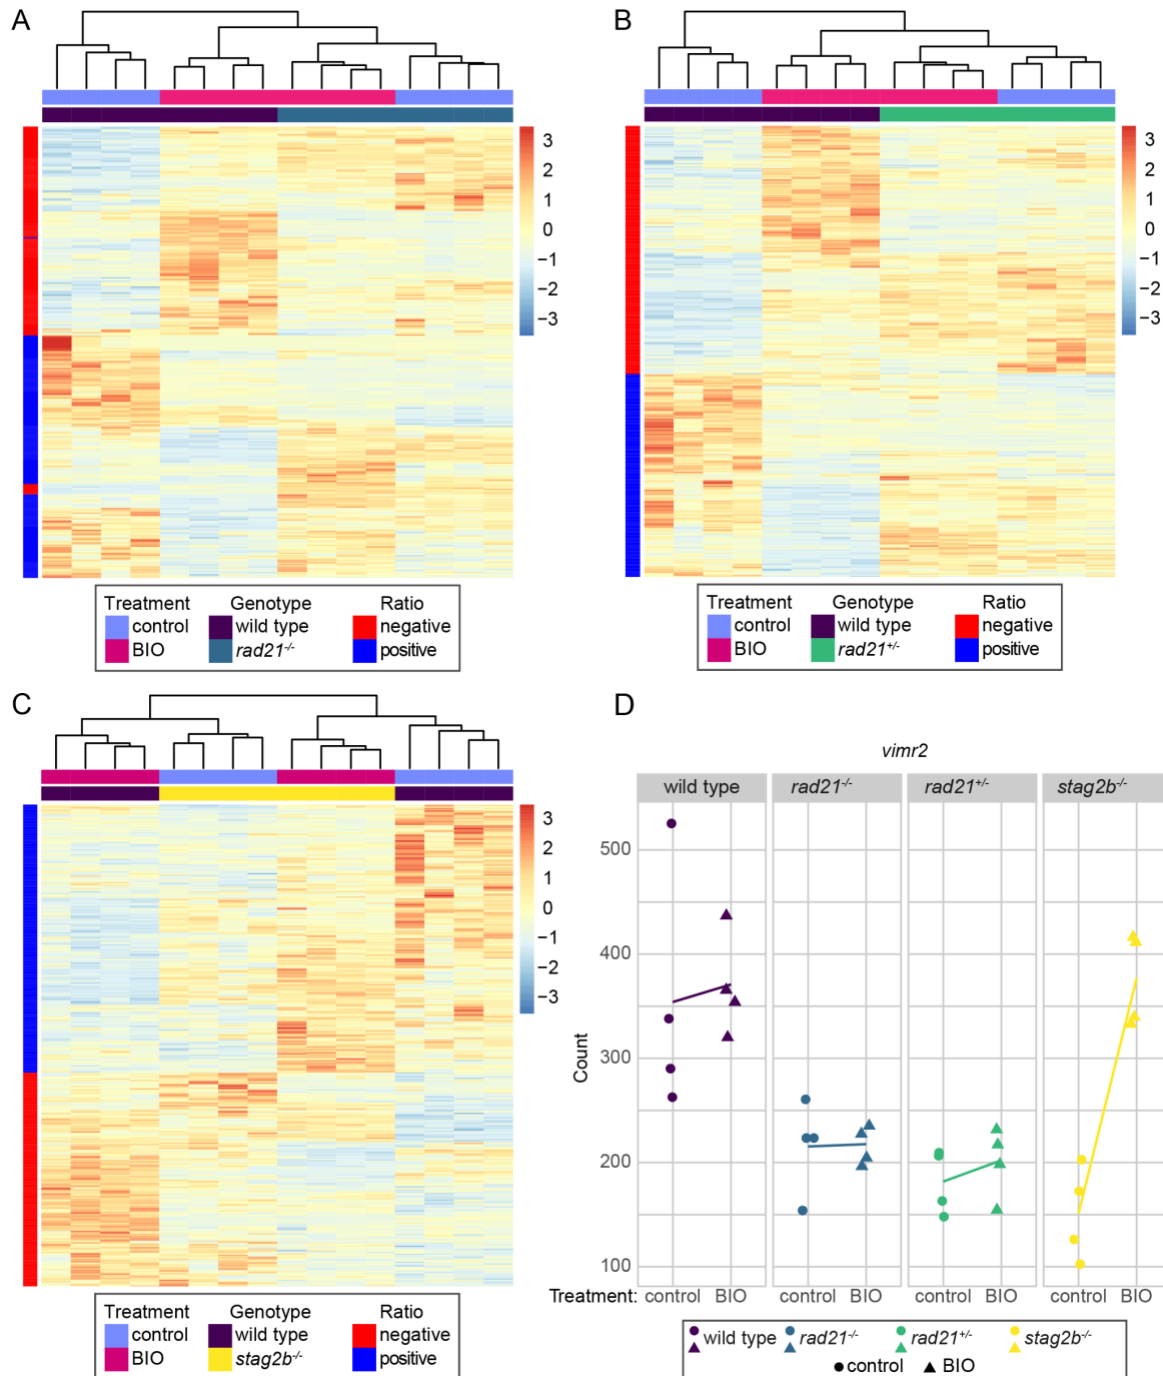 A
3
2
1
0
−1
−2
−3
Treatment Genotype Ratio
control wild type negative
BIO rad21-/- positive
B
3
2
1
0
−1
−2
−3
Treatment Genotype Ratio
control wild type negative
BIO rad21+/- positive
C
3
2
1
0
−1
−2
−3
Treatment Genotype Ratio
control wild type negative
BIO stag2b-/- positive
D
vimr2
wild type rad21-/- rad21+/- stag2b-/-
500
400
300
200
100
Count
Treatment: control BIO control BIO control BIO control BIO
wild type rad21-/- rad21+/- stag2b-/-
control BIO